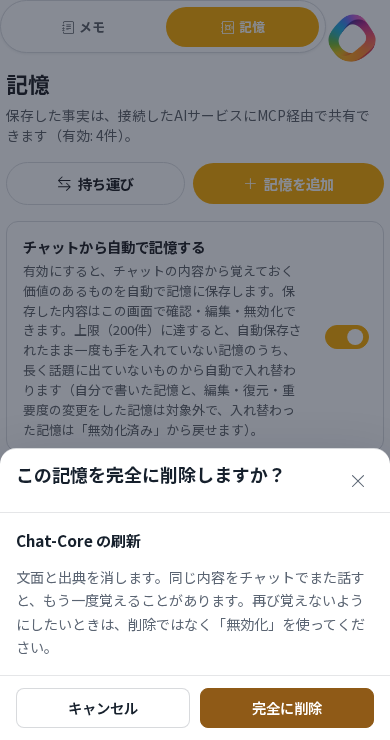 メモ
記憶
記憶
保存した事実は、接続したAIサービスにMCP経由で共有で
きます（有効: 4件）。
持ち運び
記憶を追加
チャットから自動で記憶する
有効にすると、チャットの内容から覚えておく
価値のあるものを自動で記憶に保存します。保
存した内容はこの画面で確認・編集・無効化で
きます。上限（200件）に達すると、自動保存さ
れたまま一度も手を入れていない記憶のうち、
長く話題に出ていないものから自動で入れ替わ
ります（自分で書いた記憶と、編集・復元・重
要度の変更をした記憶は対象外で、入れ替わっ
た記憶は「無効化済み」から戻せます）。
この記憶を完全に削除しますか？
Chat-Core の刷新
文面と出典を消します。同じ内容をチャットでまた話す
と、もう一度覚えることがあります。再び覚えないよう
にしたいときは、削除ではなく「無効化」を使ってくだ
さい。
キャンセル
完全に削除